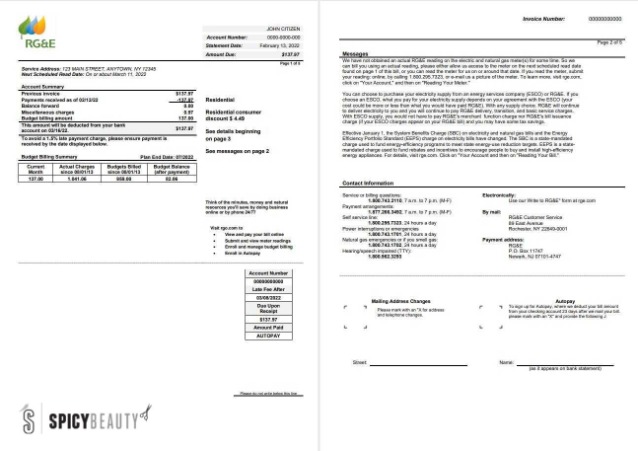 RG&E
JOHN CITIZEN
Account Number: 0000-0000-000
Statement Date: February 13, 2022
Amount Due: $137.97
Page 1 of 5
Service Address: 123 MAIN STREET, ANYTOWN, NY 12345
Next Scheduled Read Date: On or about March 11, 2022
Account Summary
Previous invoice $137.97
Payments received as of 02/12/22 -137.97
Balance forward 0.00
Miscellaneous charges 0.97
Budget billing amount 137.00
This amount will be deducted from your bank
account on 03/16/22. $137.97
To avoid a 1.5% late payment charge, please ensure payment is
received by the date displayed below.
Residential
Residential consumer
discount $ 4.49
See details beginning
on page 3
See messages on page 2
Budget Billing Summary Plan End Date: 07/2022
Current Month
Actual Charges since 08/01/13
Budgets Billed since 08/01/13
Budget Balance (after payment)
137.00
Think of the minutes, money and natural
resources you'll save by doing business
online or by phone 24/7!
Visit rge.com to
• View and pay your bill online
• Submit and view meter readings
• Enroll and manage budget billing
• Enroll in Autopay
Account Number
00000000000
Late Fee After
03/08/2022
Due Upon
Receipt
$137.97
Amount Paid
AUTOPAY
Please do not write below this line
SPICYBEAUTY
Invoice Number: 00000000000
Page 2 of 5
Messages
We have not obtained an actual RG&E reading on the electric and natural gas meter(s) for some time. So we
can bill you using an actual reading, please either allow us access to the meter on the next scheduled read date
found on page 1 of this bill, or you can read the meter for us on or around that date. If you read the meter, submit
your reading: online, by calling 1.800.295.7323, or e-mail us a picture of the meter. To learn more, visit rge.com,
click on "Your Account," and then on "Reading Your Meter."
You can choose to purchase your electricity supply from an energy services company (ESCO) or RG&E. If you
choose an ESCO, what you pay for your electricity supply depends on your agreement with the ESCO (your
cost could be more or less than what you would have paid RG&E). With any supply choice, RG&E will continue
to deliver electricity to you and you will continue to pay RG&E delivery, transition, and basic service charges.
With ESCO supply, you would not have to pay RG&E's merchant function charge nor RG&E's bill issuance
charge (if your ESCO charges appear on your RG&E bill) and you may have some tax savings.
Effective January 1, the System Benefits Charge (SBC) on electricity and natural gas bills and the Energy
Efficiency Portfolio Standard (EEPS) charge on electricity bills have changed. The SBC is a state-mandated
charge used to fund energy-efficiency programs to meet state energy-use reduction targets. EEPS is a state-
mandated charge used to fund rebates and incentives to encourage people to buy and install high-efficiency
energy appliances. For details, visit rge.com. Click on "Your Account" and then on "Reading Your Bill."
Contact Information
Service or billing questions:
1.800.743.2110, 7 a.m. to 7 p.m. (M-F)
Payment arrangements:
7 a.m. to 7 p.m. (M-F)
Self service line:
1.800.295.7323, 24 hours a day
Power interruptions or emergencies
1.800.743.1701, 24 hours a day
Natural gas emergencies or if you smell gas:
1.800.743.1702, 24 hours a day
Hearing/speech impaired (TTY):
Electronically:
Use our Write to RG&E" form at rge.com
By mail:
RG&E Customer Service
89 East Avenue
Rochester, NY 22649-0001
Payment address:
RG&E
P.O. Box 11747
Newark, NJ 07101-4747
Mailing Address Changes
Please mark with an "X for address
and telephone changes.
Autopay
To sign up for Autopay, where we deduct your bill amount
from your checking account 23 days after we mail your bill,
please mark with an "X" and provide the following:
Street:
Name:
(as it appears on bank statement)